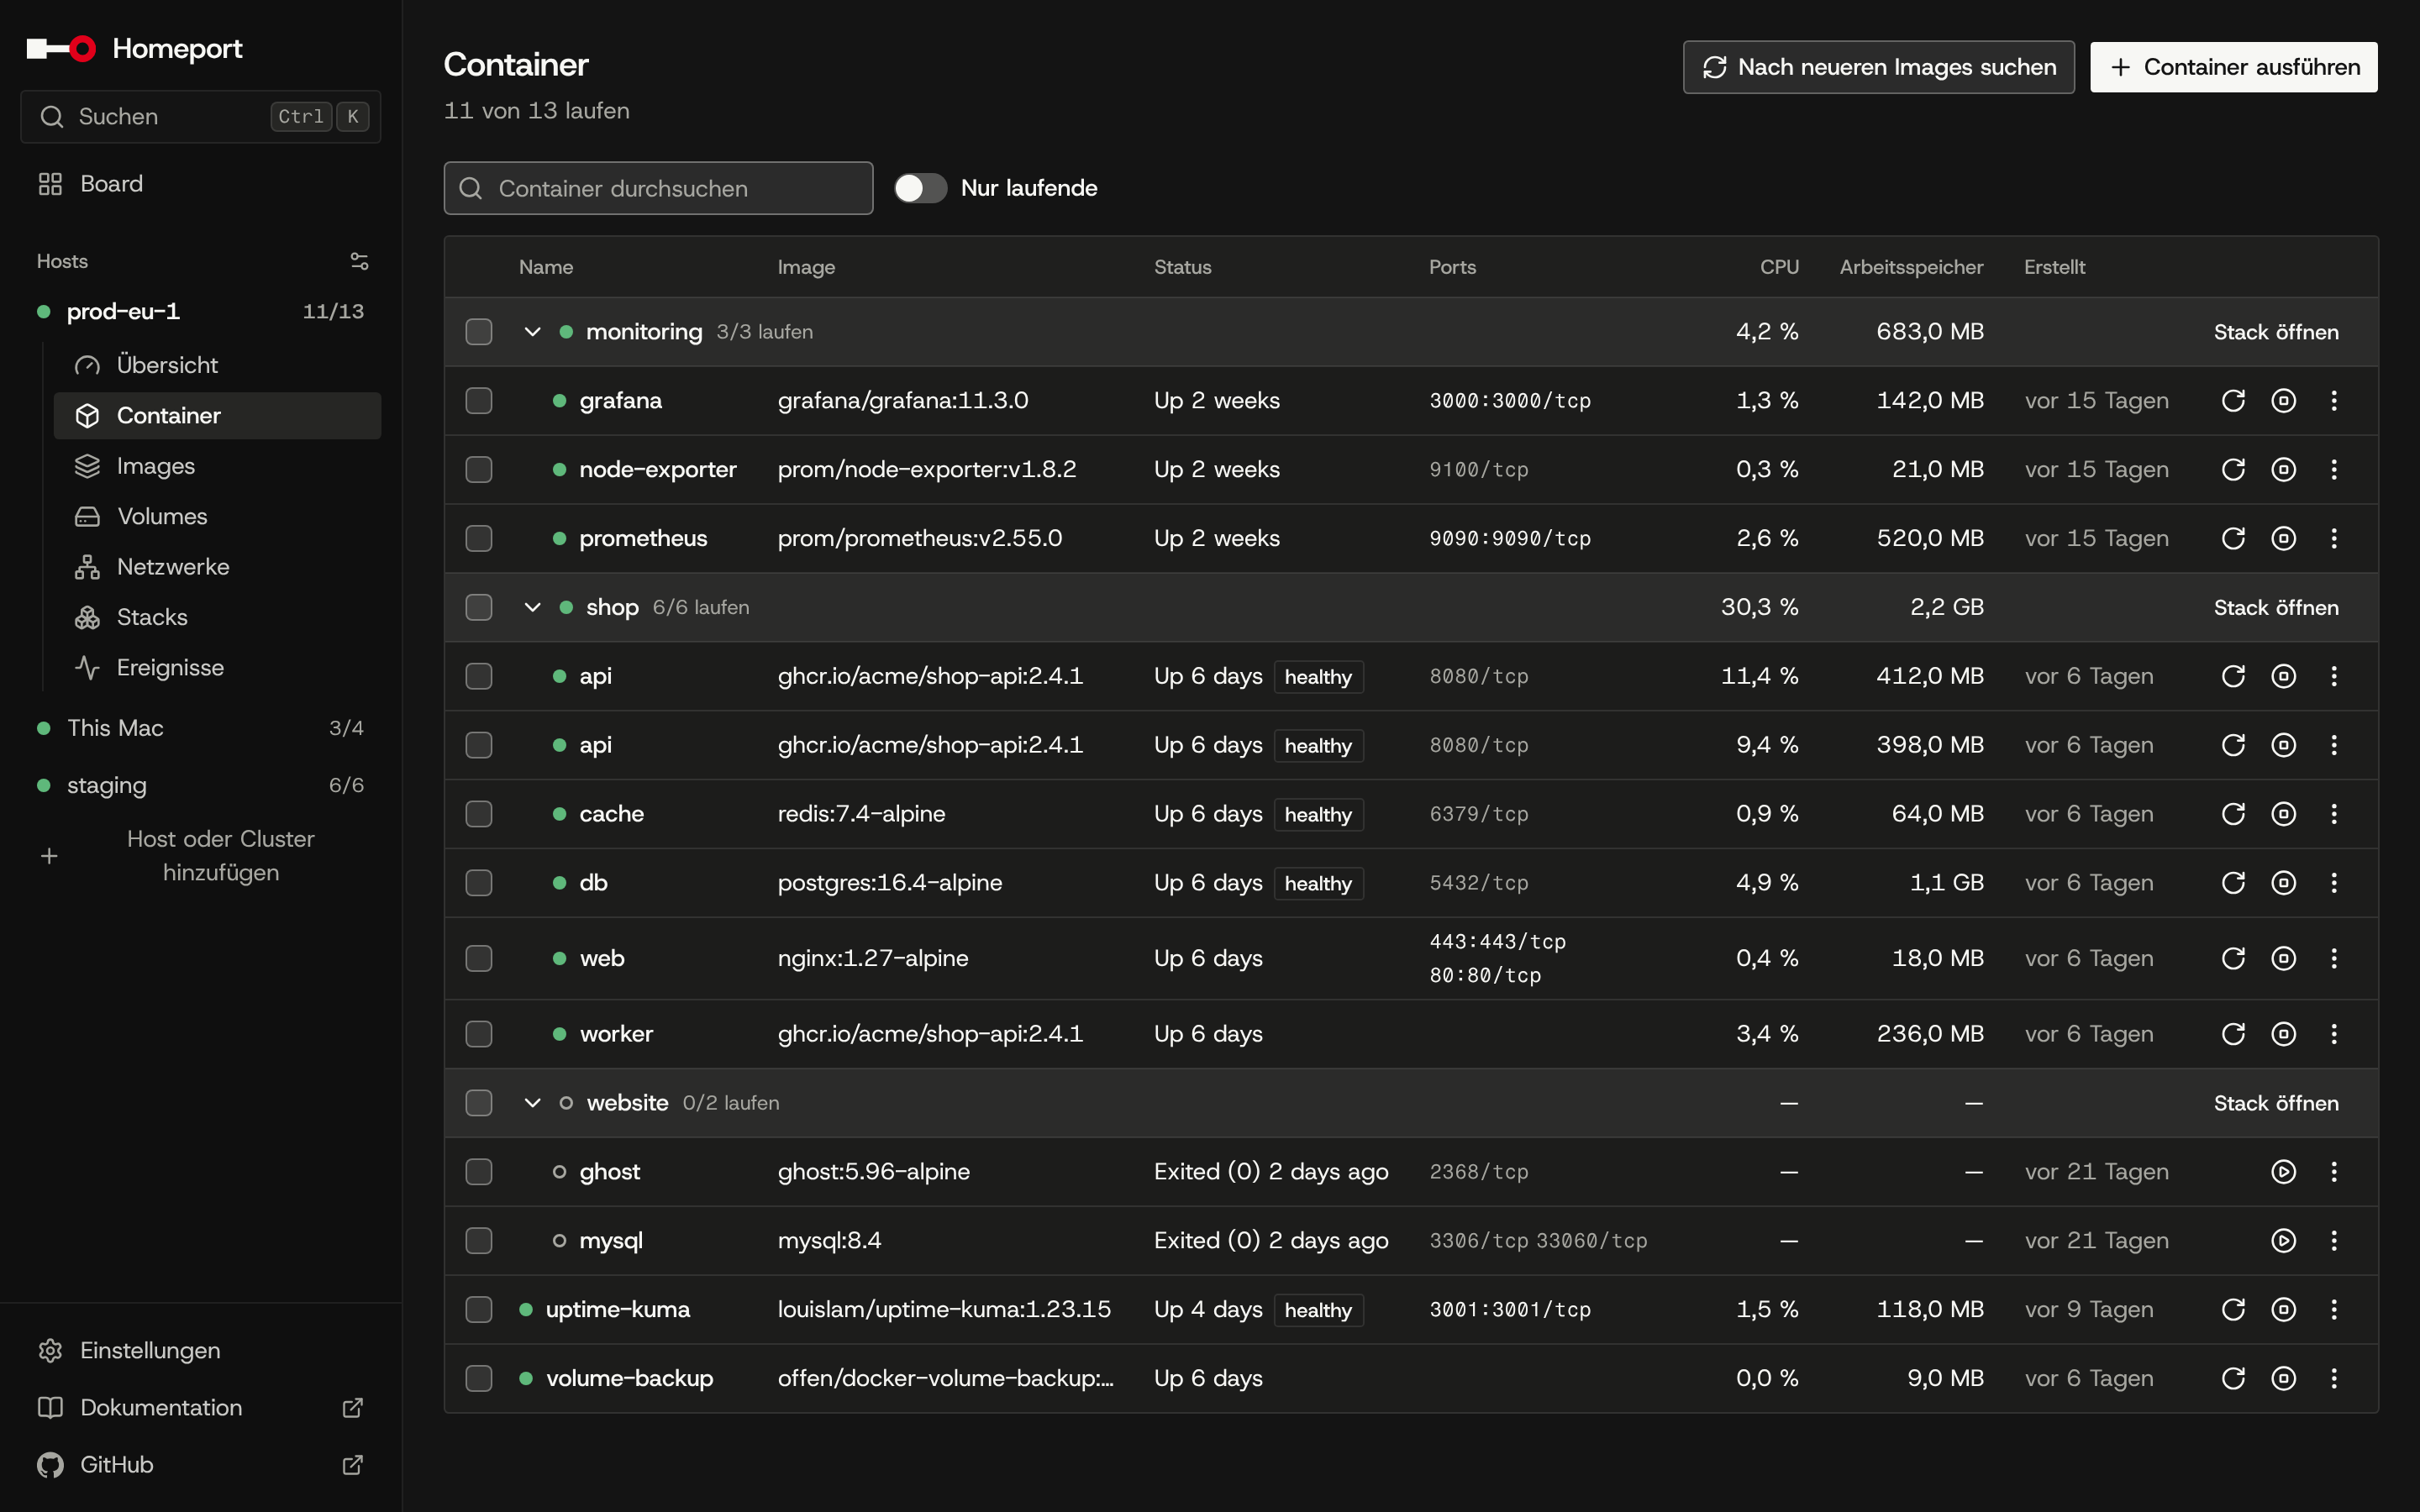 Homeport
Suchen Ctrl K
Board
Hosts
prod-eu-1 11/13
Übersicht
Container
Images
Volumes
Netzwerke
Stacks
Ereignisse
This Mac 3/4
staging 6/6
Host oder Cluster
hinzufügen
Einstellungen
Dokumentation
GitHub
Container
11 von 13 laufen
Nach neueren Images suchen
Container ausführen
Container durchsuchen
Nur laufende
Name Image Status Ports CPU Arbeitsspeicher Erstellt
monitoring 3/3 laufen 4,2 % 683,0 MB Stack öffnen
grafana grafana/grafana:11.3.0 Up 2 weeks 3000:3000/tcp 1,3 % 142,0 MB vor 15 Tagen
node-exporter prom/node-exporter:v1.8.2 Up 2 weeks 9100/tcp 0,3 % 21,0 MB vor 15 Tagen
prometheus prom/prometheus:v2.55.0 Up 2 weeks 9090:9090/tcp 2,6 % 520,0 MB vor 15 Tagen
shop 6/6 laufen 30,3 % 2,2 GB Stack öffnen
api ghcr.io/acme/shop-api:2.4.1 Up 6 days healthy 8080/tcp 11,4 % 412,0 MB vor 6 Tagen
api ghcr.io/acme/shop-api:2.4.1 Up 6 days healthy 8080/tcp 9,4 % 398,0 MB vor 6 Tagen
cache redis:7.4-alpine Up 6 days healthy 6379/tcp 0,9 % 64,0 MB vor 6 Tagen
db postgres:16.4-alpine Up 6 days healthy 5432/tcp 4,9 % 1,1 GB vor 6 Tagen
web nginx:1.27-alpine Up 6 days 443:443/tcp 80:80/tcp 0,4 % 18,0 MB vor 6 Tagen
worker ghcr.io/acme/shop-api:2.4.1 Up 6 days 3,4 % 236,0 MB vor 6 Tagen
website 0/2 laufen — — Stack öffnen
ghost ghost:5.96-alpine Exited (0) 2 days ago 2368/tcp — — vor 21 Tagen
mysql mysql:8.4 Exited (0) 2 days ago 3306/tcp 33060/tcp — — vor 21 Tagen
uptime-kuma louislam/uptime-kuma:1.23.15 Up 4 days healthy 3001:3001/tcp 1,5 % 118,0 MB vor 9 Tagen
volume-backup offen/docker-volume-backup:... Up 6 days 0,0 % 9,0 MB vor 6 Tagen